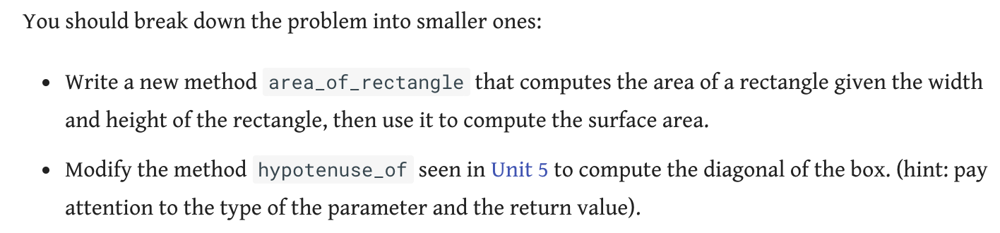 You should break down the problem into smaller ones:
• Write a new method area_of_rectangle that computes the area of a rectangle given the width
and height of the rectangle, then use it to compute the surface area.
• Modify the method hypotenuse_of seen in Unit 5 to compute the diagonal of the box. (hint: pay
attention to the type of the parameter and the return value).